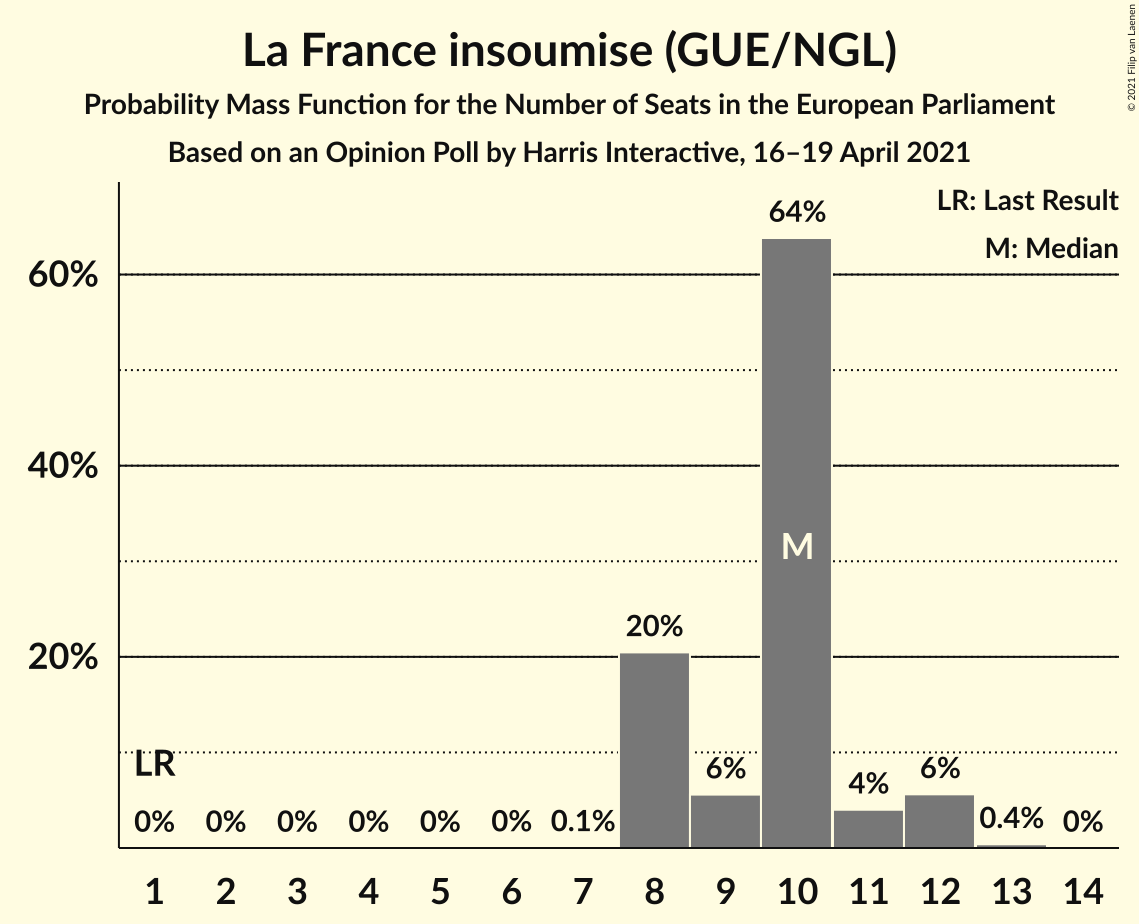 La France insoumise (GUE/NGL)
Probability Mass Function for the Number of Seats in the European Parliament
Based on an Opinion Poll by Harris Interactive, 16–19 April 2021
© 2021 Filip van Laenen
LR: Last Result
M: Median
64%
60%
40%
M
20%
20%
LR
6%
6%
4%
0% 0% 0% 0% 0% 0% 0.1% 0.4% 0%
1 2 3 4 5 6 7 8 9 10 11 12 13 14